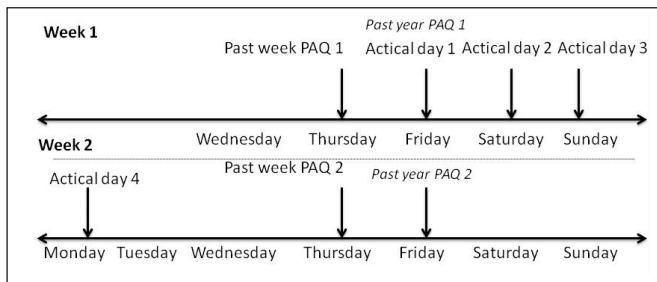 Week 1
Past year PAQ 1
Past week PAQ 1 Actical day 1 Actical day 2 Actical day 3
Wednesday Thursday Friday Saturday Sunday
Week 2
Actical day 4 Past week PAQ 2 Past year PAQ 2
Monday Tuesday Wednesday Thursday Friday Saturday Sunday